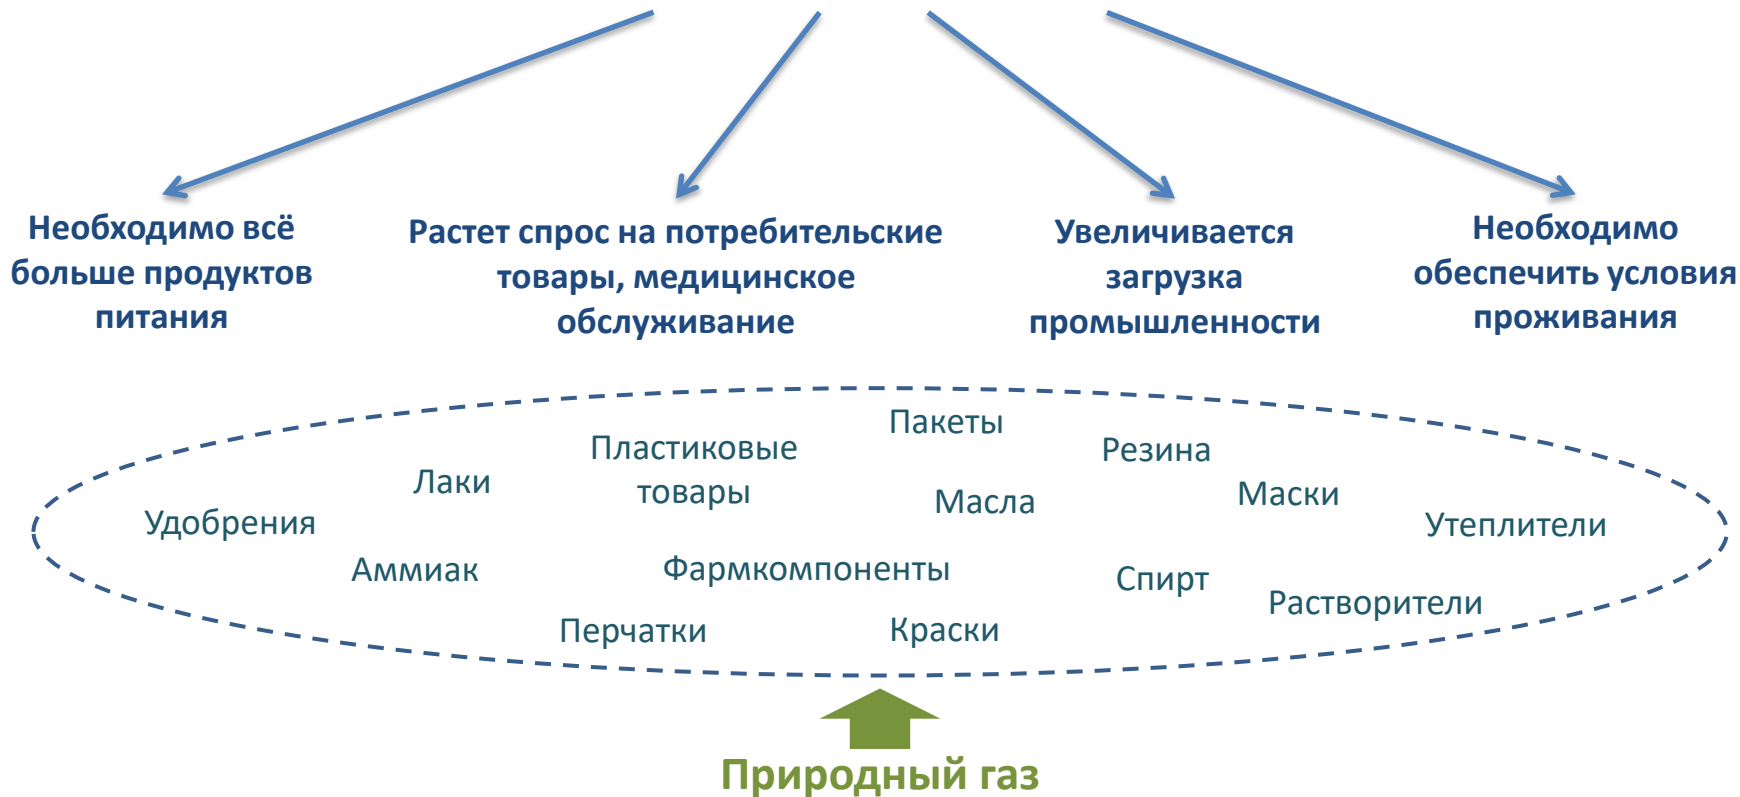 Необходимо всё
больше продуктов
питания
Растет спрос на потребительские
товары, медицинское
обслуживание
Увеличивается
загрузка
промышленности
Необходимо
обеспечить условия
проживания
Пакеты
Пластиковые
товары
Резина
Лаки
Масла
Маски
Удобрения
Утеплители
Аммиак
Фармкомпоненты
Спирт
Растворители
Перчатки
Краски
Природный газ